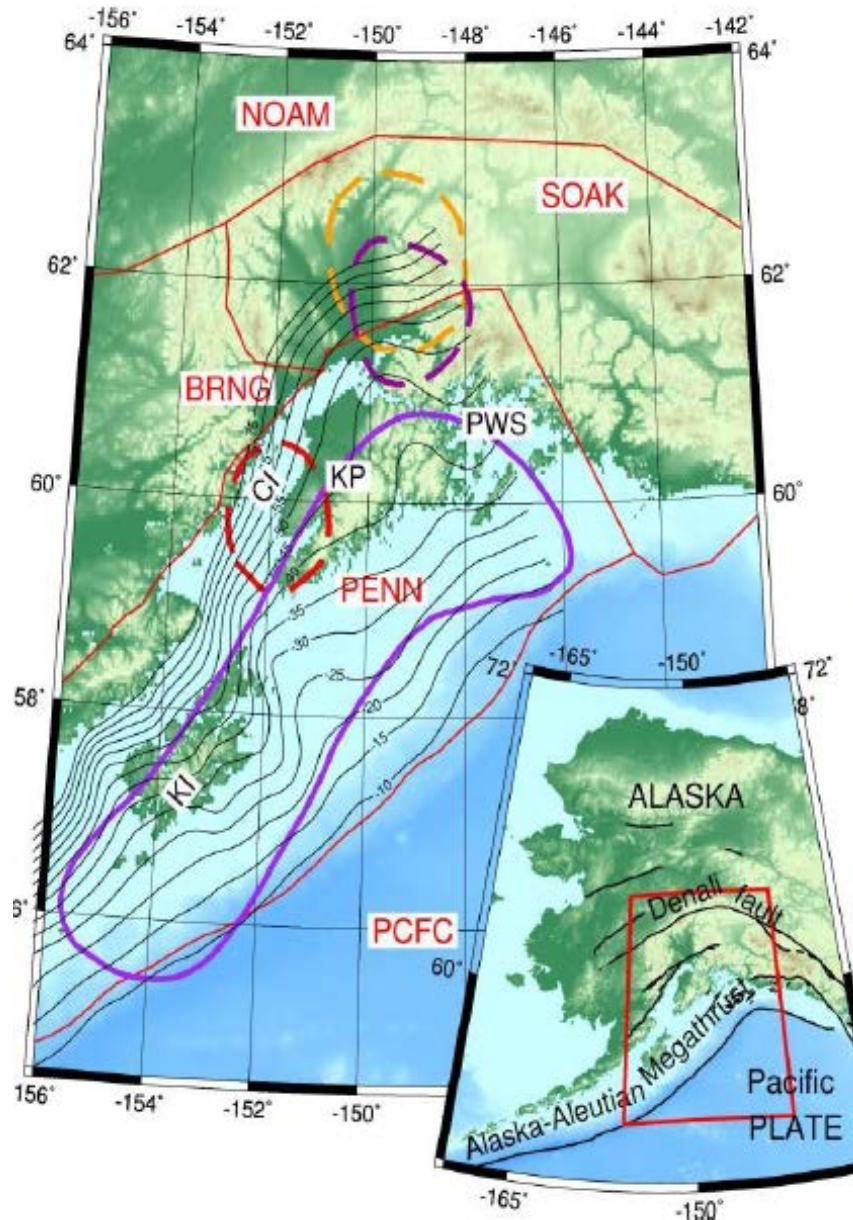 -156° -154° -152° -150° -148° -146° -144° -142°
64° 64°
NOAM
SOAK
62° 62°
BRNG
PWS
60° CI KP 60°
PENN
-35
-30
-25
-20
-15
-10
58°
KI
72° -165° -150° 72°
8°
ALASKA
6°
PCFC
Denali fault
60°
Alaska-Aleutian Megathrust
Pacific
PLATE
156° -154° -152° -150°
-165° -150°